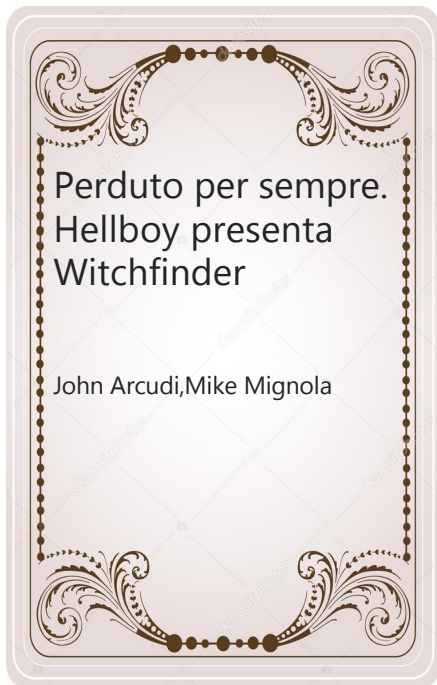 Perduto per sempre.
Hellboy presenta
Witchfinder
John Arcudi,Mike Mignola